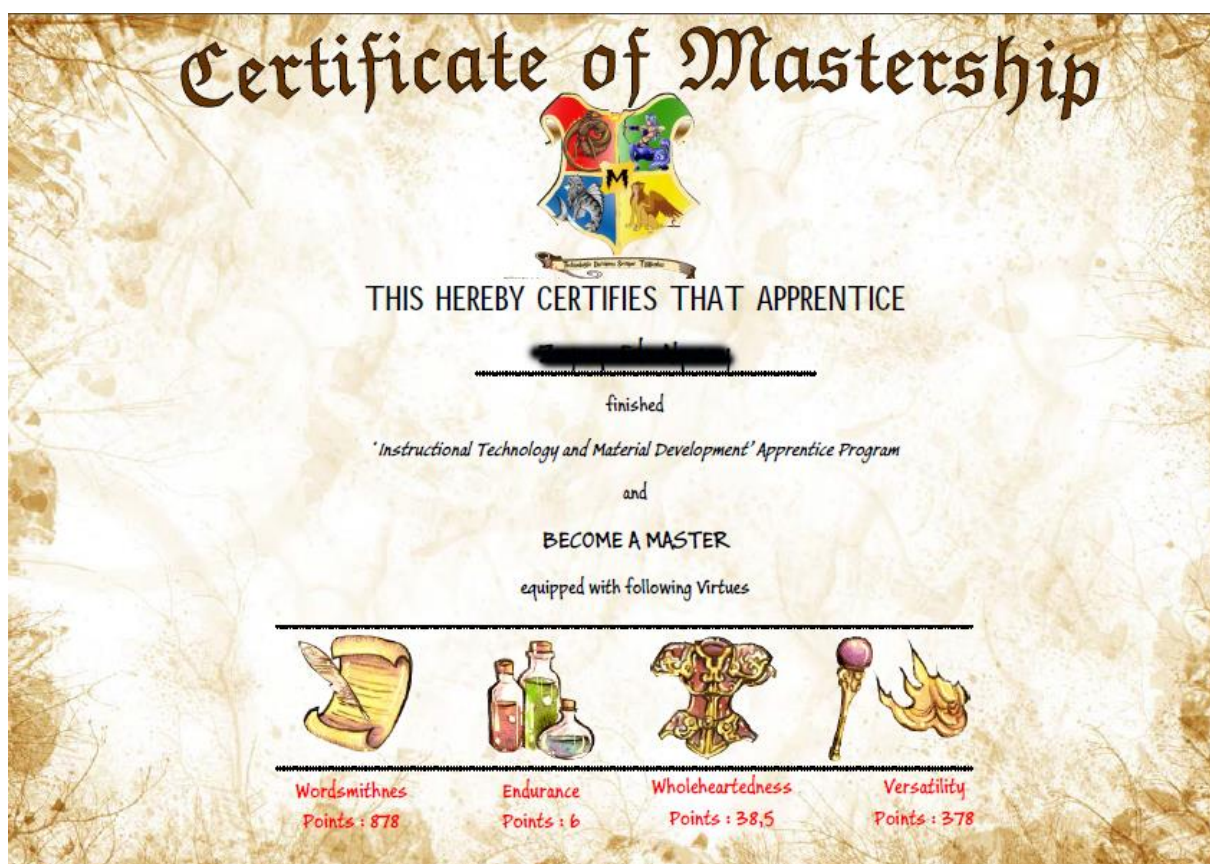 Certificate of Mastership
M
THIS HEREBY CERTIFIES THAT APPRENTICE
finished
'Instructional Technology and Material Development' Apprentice Program
and
BECOME A MASTER
equipped with following Virtues
Wordsmithnes Endurance Wholeheartedness Versatility
Points : 878 Points : 6 Points : 38,5 Points : 378